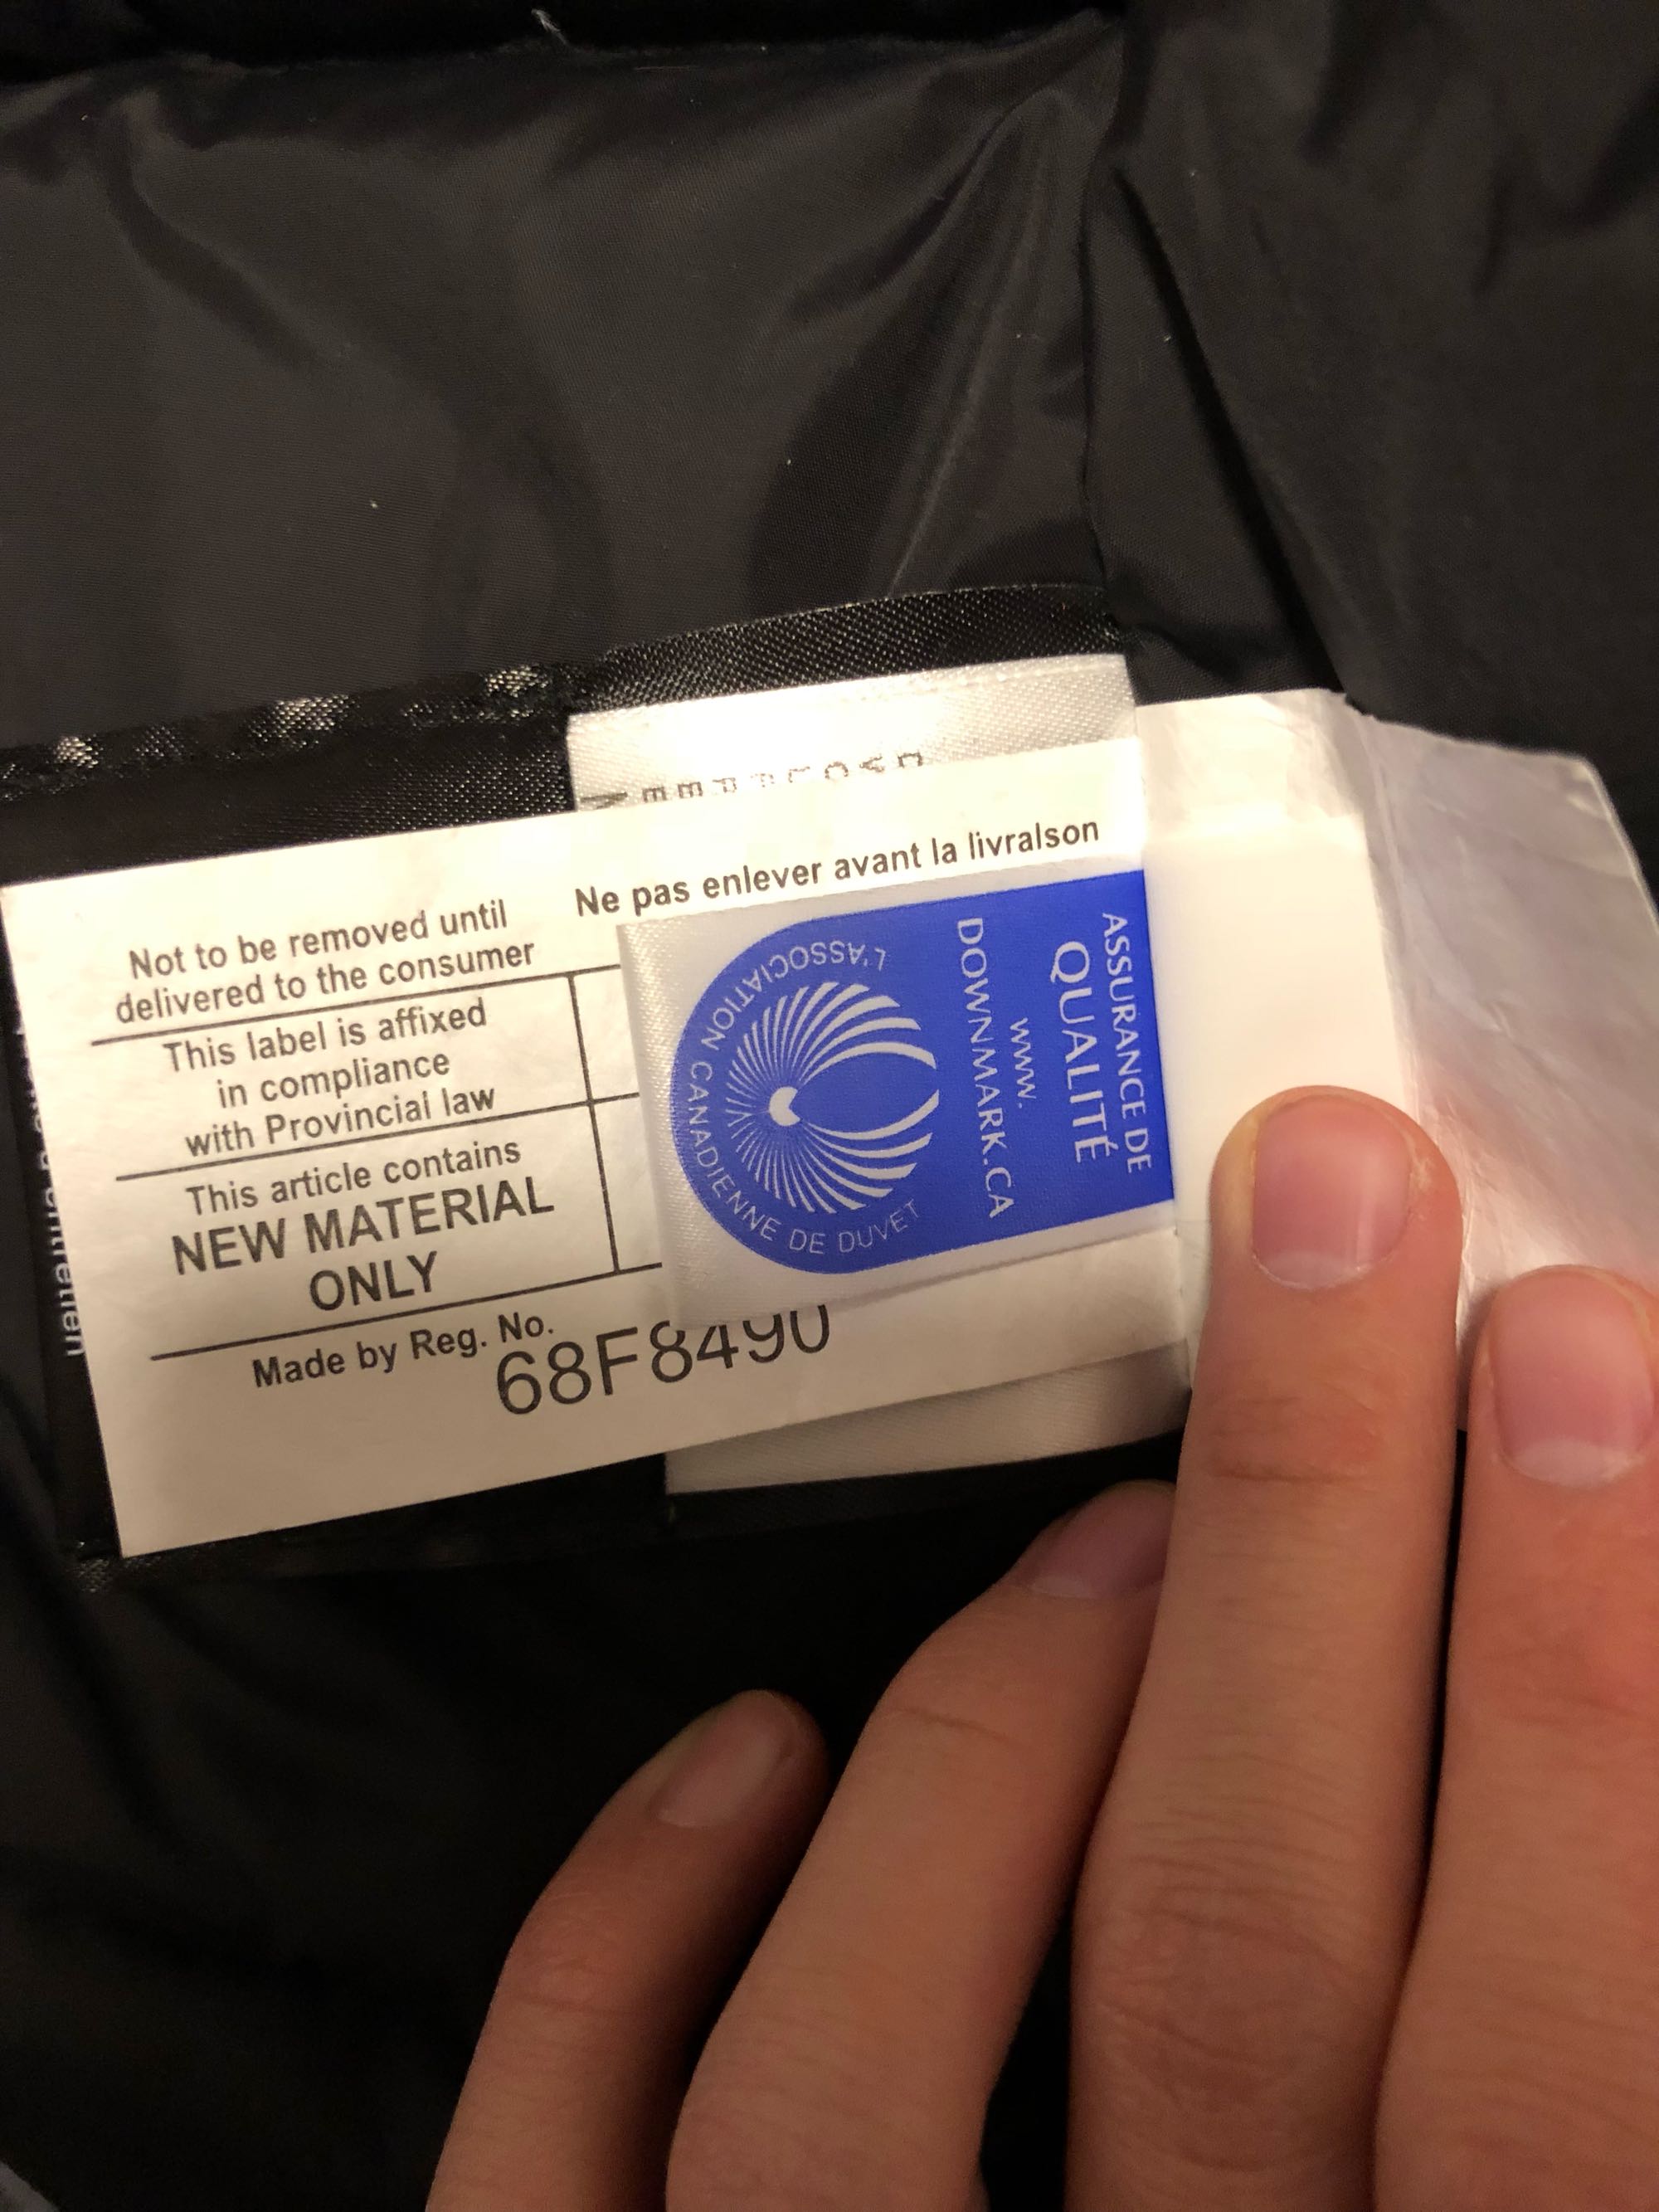 Ne pas enlever avant la livralson
Not to be removed until
delivered to the consumer
This label is affixed
in compliance
with Provincial law
This article contains
NEW MATERIAL
ONLY
Made by Reg. No.
68F8490
ASSURANCE DE
QUALITÉ
WWW.
DOWNMARK.CA
L'ASSOCIATION CANADIENNE DE DUVET